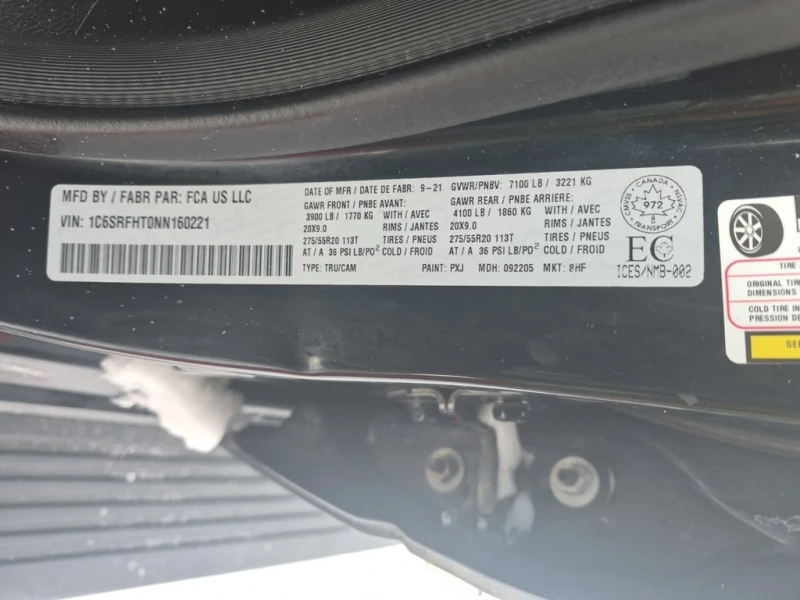 MFD BY / FABR PAR: FCA US LLC
VIN: 1C6SRFHT0NN160221
DATE OF MFR / DATE DE FABR: 9-21 GVWR/PNBV: 7100 LB / 3221 KG
GAWR FRONT / PNBE AVANT: GAWR REAR / PNBE ARRIERE:
3900 LB / 1770 KG WITH / AVEC 4100 LB / 1860 KG WITH / AVEC
20X9.0 RIMS / JANTES 20X9.0 RIMS / JANTES
275/55R20 113T TIRES / PNEUS 275/55R20 113T TIRES / PNEUS
AT / A 36 PSI LB/PO² COLD / FROID AT / A 36 PSI LB/PO² COLD / FROID
TYPE: TRU/CAM PAINT: PXJ MDH: 092205 MKT: 8HF
CANADA
CMVSS NSVAC
972
8
TRANSPORT
EC
ICES/NMB-002
TIRE
ORIGINAL TIR
DIMENSIONS
COLD TIRE IN
PRESSION DE
SEE